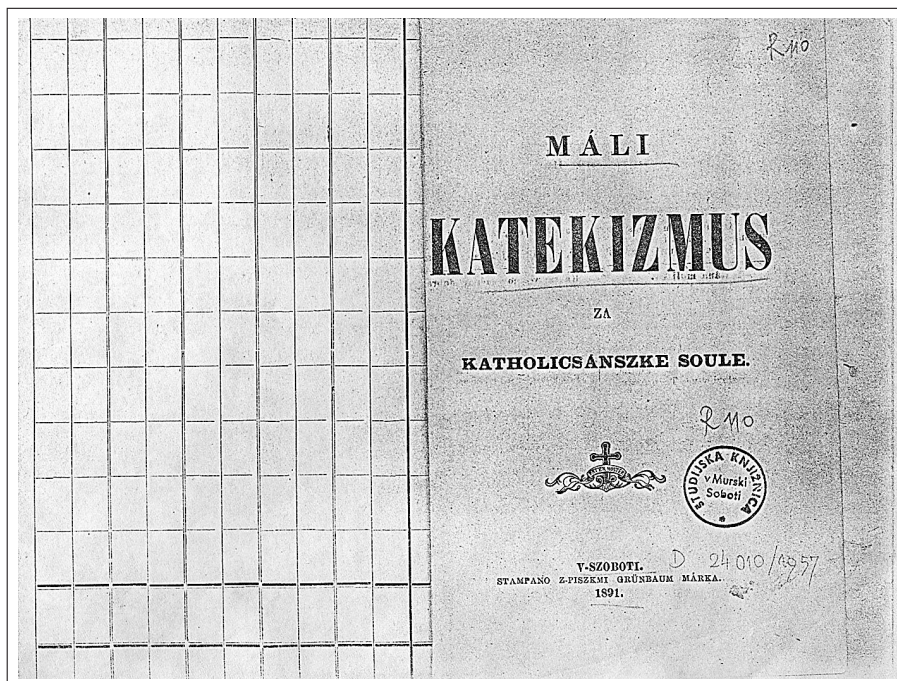 R 110
MÁLI
KATEKIZMUS
ZA
KATHOLICSÁNSZKE SOULE.
R 110
ŠTUDIJSKA KNJIŽNICA
v Murski
Soboti
V-SZOBOTI.
STAMPANO Z-PISZKMI GRÜNBAUM MÁRKA.
1891.
D 24010/1957